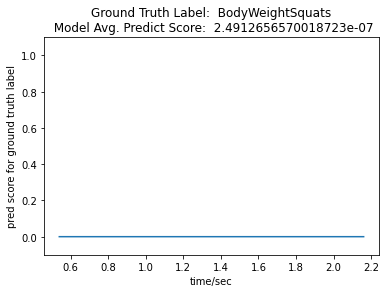 Ground Truth Label:  BodyWeightSquats
Model Avg. Predict Score:  2.4912656570018723e-07
pred score for ground truth label
1.0
0.8
0.6
0.4
0.2
0.0
0.6 0.8 1.0 1.2 1.4 1.6 1.8 2.0 2.2
time/sec